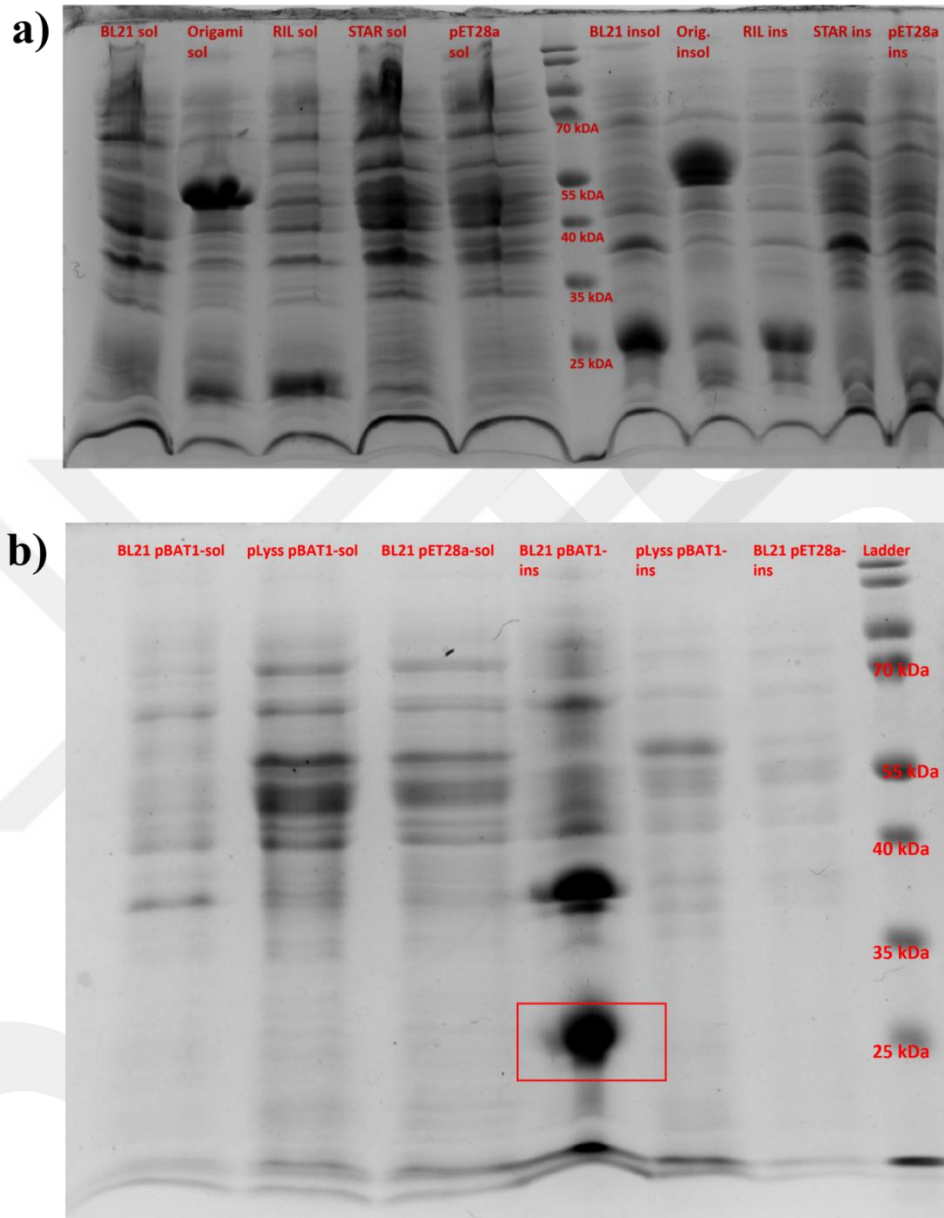 a)
BL21 sol Origami RIL sol STAR sol pET28a BL21 insol Orig. RIL ins STAR ins pET28a
sol sol insol ins
70 kDA
55 kDA
40 kDA
35 kDA
25 kDA
b)
BL21 pBAT1-sol pLyss pBAT1-sol BL21 pET28a-sol BL21 pBAT1- pLyss pBAT1- BL21 pET28a- Ladder
ins ins ins
70 kDa
55 kDa
40 kDa
35 kDa
25 kDa